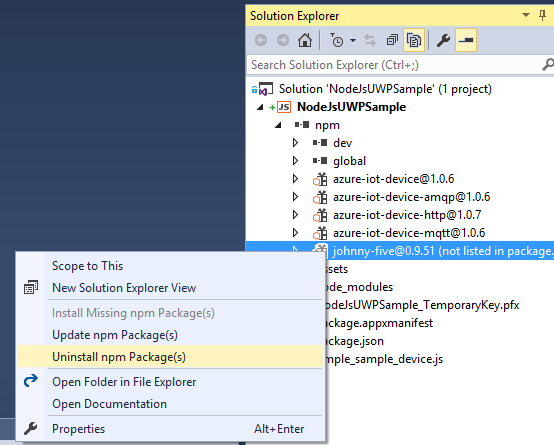 Solution Explorer
Search Solution Explorer (Ctrl+;)
Solution 'NodeJsUWPSample' (1 project)
JS NodeJsUWPSample
npm
dev
global
azure-iot-device@1.0.6
azure-iot-device-amqp@1.0.6
azure-iot-device-http@1.0.7
azure-iot-device-mqtt@1.0.6
johnny-five@0.9.51 (not listed in package.
ssets
ode_modules
odeJsUWPSample_TemporaryKey.pfx
ackage.appxmanifest
ackage.json
mple_sample_device.js
Scope to This
New Solution Explorer View
Install Missing npm Package(s)
Update npm Package(s)
Uninstall npm Package(s)
Open Folder in File Explorer
Open Documentation
Properties Alt+Enter